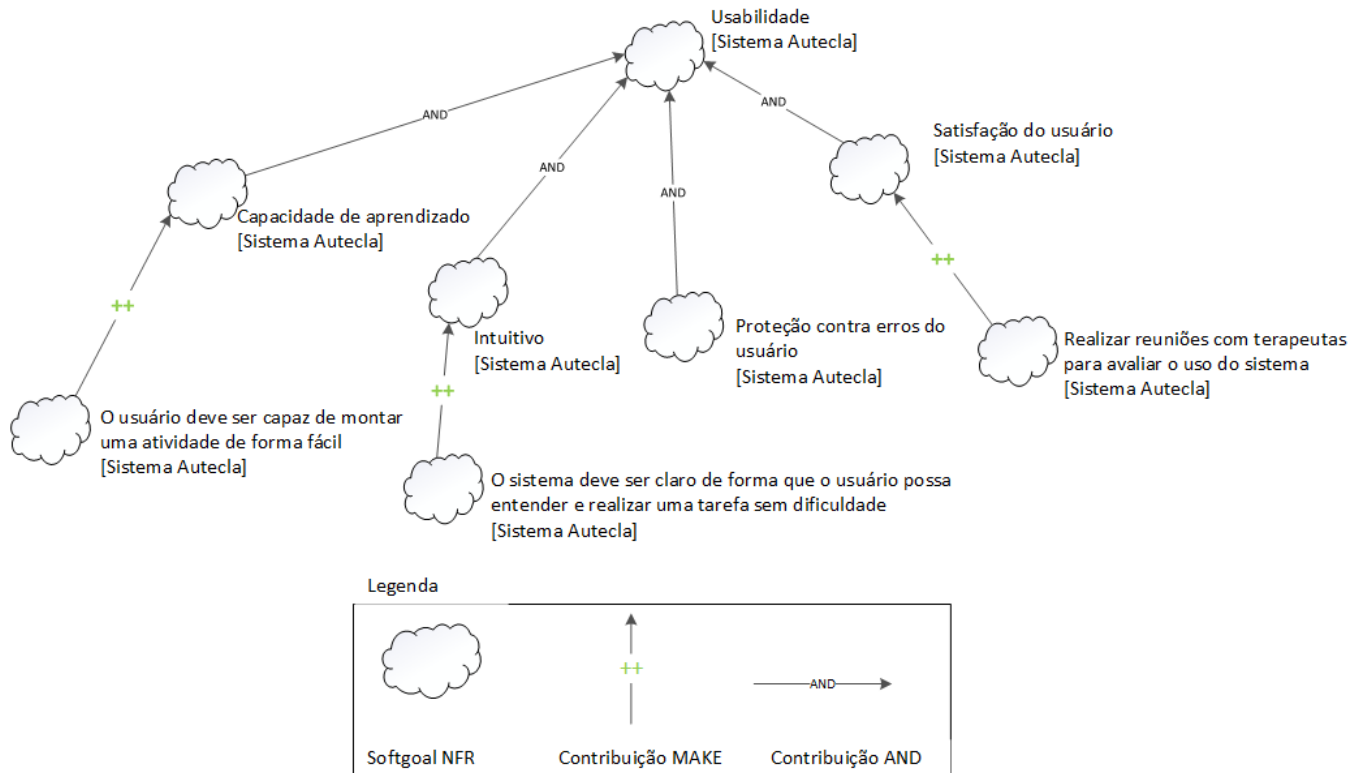 Usabilidade
[Sistema Autecla]
AND
AND
AND
AND
Satisfação do usuário
[Sistema Autecla]
Capacidade de aprendizado
[Sistema Autecla]
++
++
++
Intuitivo
[Sistema Autecla]
Proteção contra erros do
usuário
[Sistema Autecla]
Realizar reuniões com terapeutas
para avaliar o uso do sistema
[Sistema Autecla]
O usuário deve ser capaz de montar
uma atividade de forma fácil
[Sistema Autecla]
O sistema deve ser claro de forma que o usuário possa
entender e realizar uma tarefa sem dificuldade
[Sistema Autecla]
Legenda
++
AND
Softgoal NFR
Contribuição MAKE
Contribuição AND